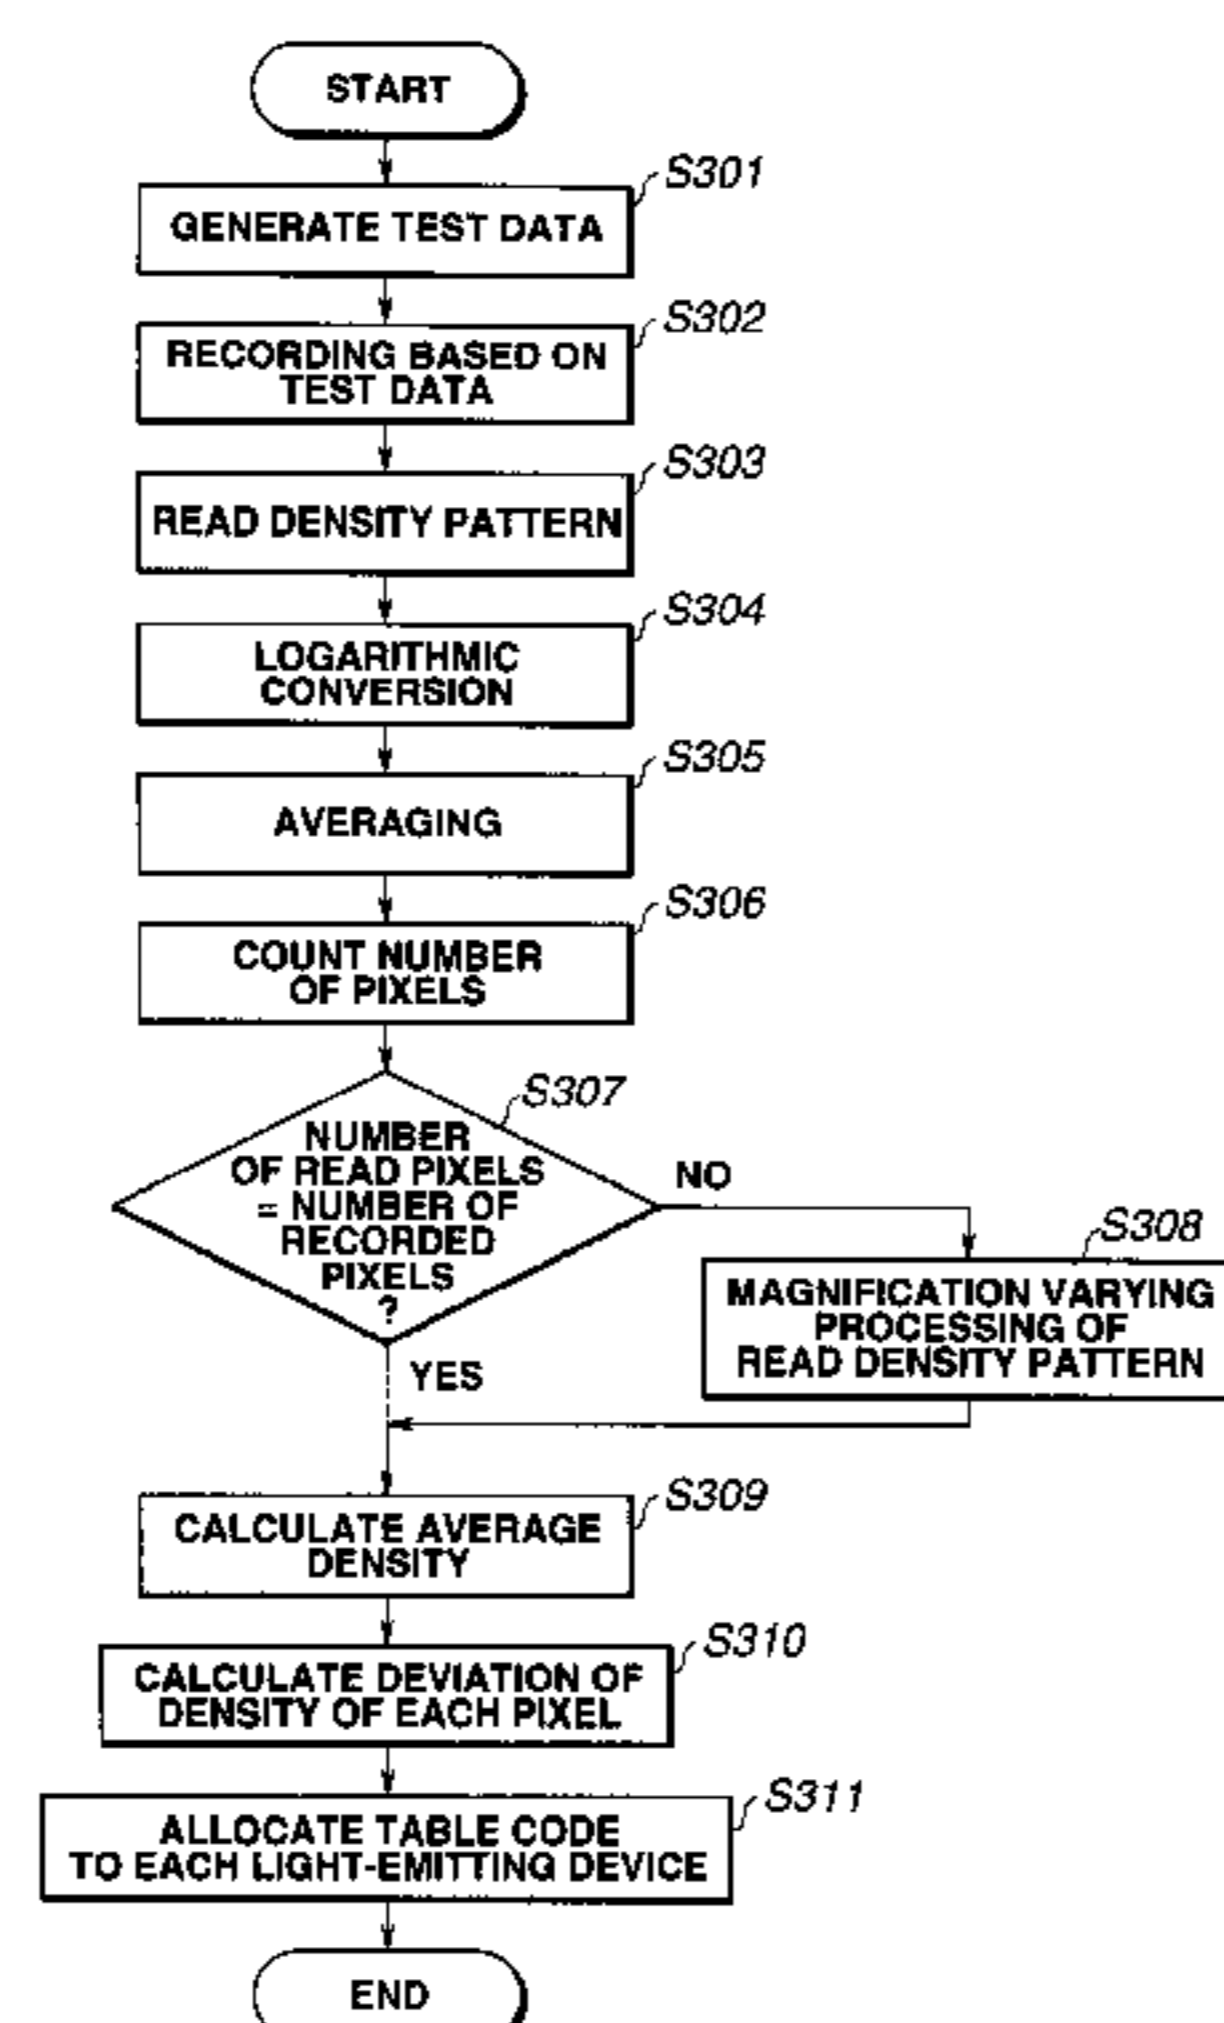 START
S301
GENERATE TEST DATA
S302
RECORDING BASED ON
TEST DATA
S303
READ DENSITY PATTERN
S304
LOGARITHMIC
CONVERSION
S305
AVERAGING
S306
COUNT NUMBER
OF PIXELS
S307
NUMBER
OF READ PIXELS
= NUMBER OF
RECORDED
PIXELS
?
NO
S308
MAGNIFICATION VARYING
PROCESSING OF
READ DENSITY PATTERN
YES
S309
CALCULATE AVERAGE
DENSITY
S310
CALCULATE DEVIATION OF
DENSITY OF EACH PIXEL
S311
ALLOCATE TABLE CODE
TO EACH LIGHT-EMITTING DEVICE
END